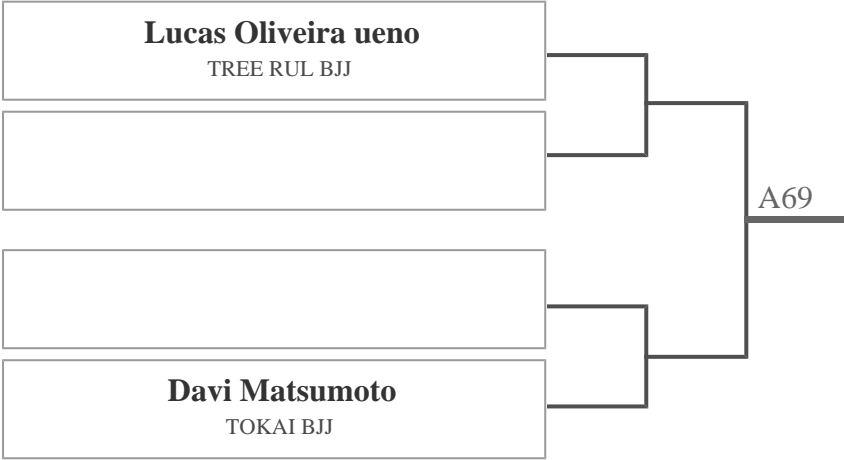 Lucas Oliveira ueno
TREE RUL BJJ
A69
Davi Matsumoto
TOKAI BJJ